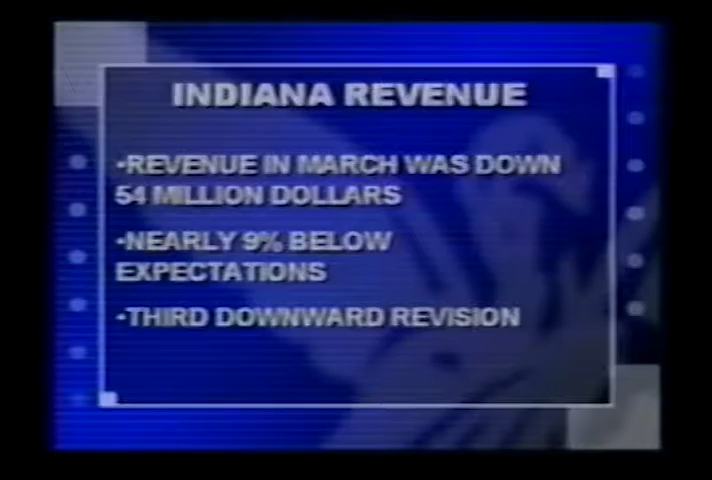 INDIANA REVENUE
•REVENUE IN MARCH WAS DOWN
54 MILLION DOLLARS
•NEARLY 9% BELOW
EXPECTATIONS
•THIRD DOWNWARD REVISION